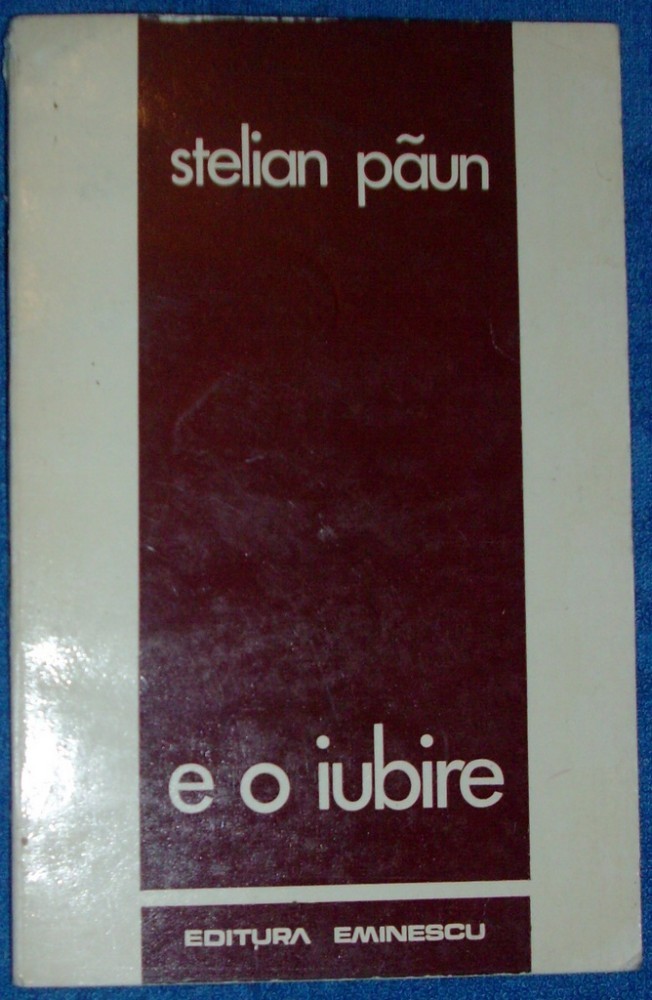 stelian pãun
e o iubire
EDITURA EMINESCU